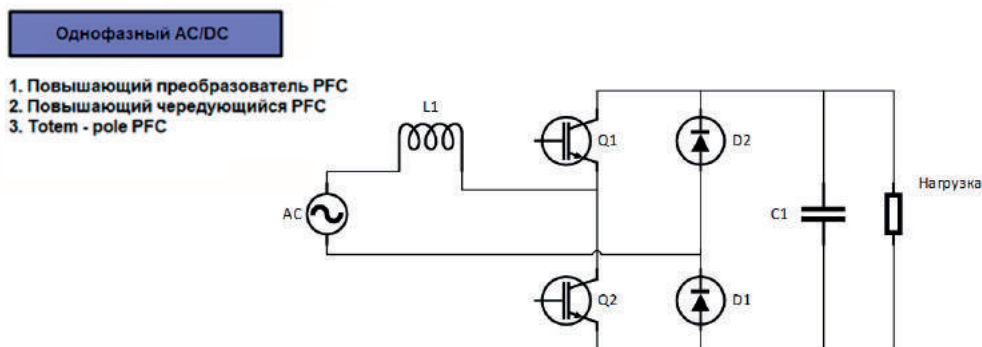 Однофазный AC/DC
1. Повышающий преобразователь PFC
2. Повышающий чередующийся PFC
3. Totem - pole PFC
L1
Q1
D2
Нагрузка
AC
C1
Q2
D1